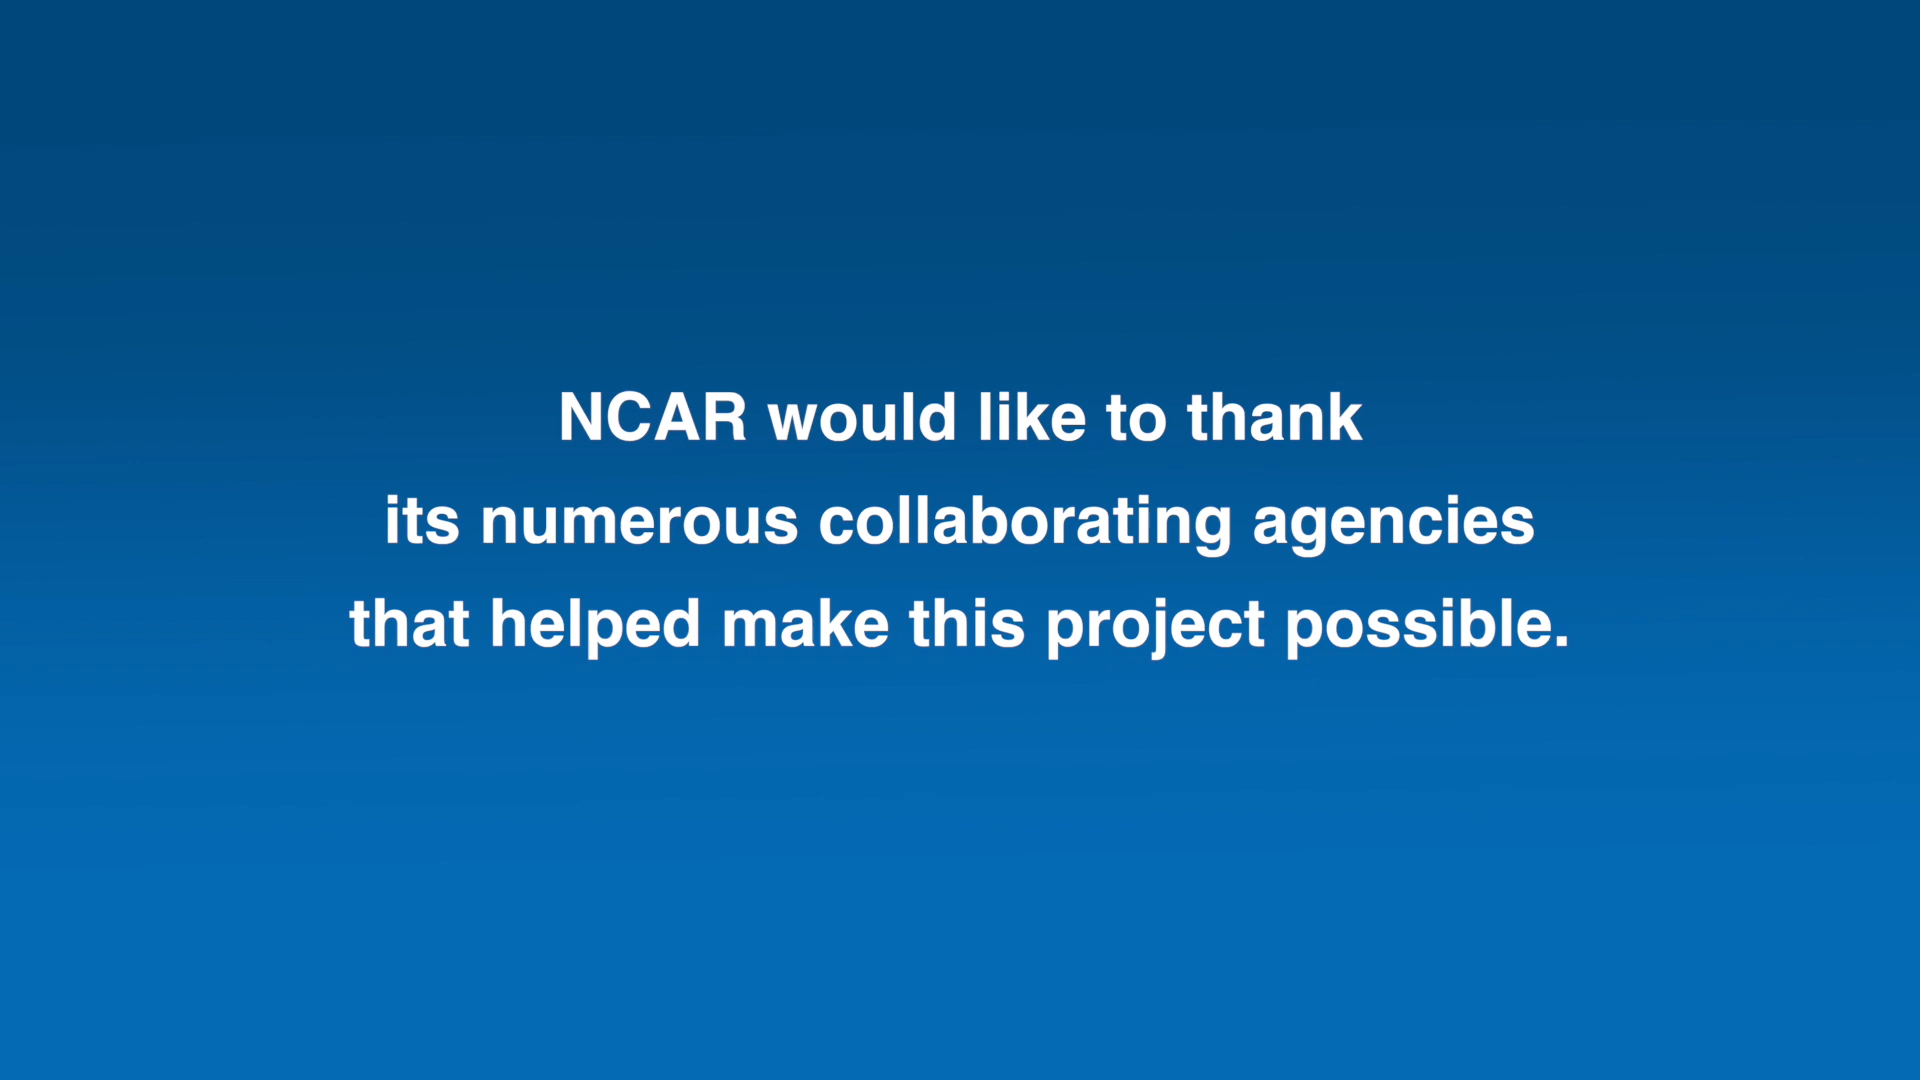 NCAR would like to thank
its numerous collaborating agencies
that helped make this project possible.